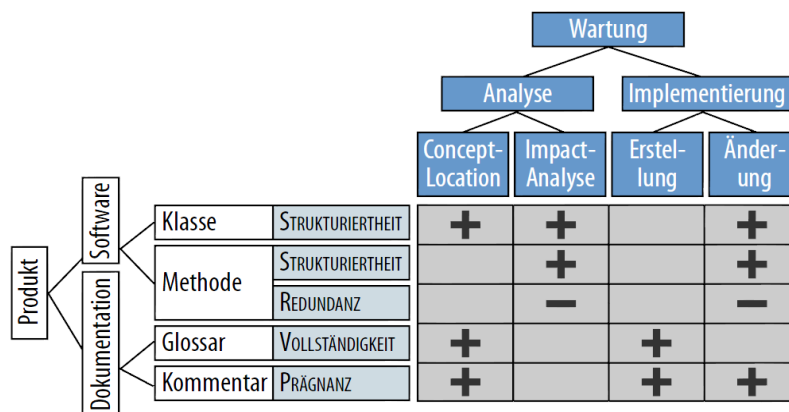 Wartung
Analyse
Implementierung
Concept-
Location
Impact-
Analyse
Erstel-
lung
Änder-
ung
Produkt
Software
Dokumentation
Klasse
STRUKTURIERTHEIT
+
+
+
Methode
STRUKTURIERTHEIT
+
+
REDUNDANZ
−
−
Glossar
VOLLSTÄNDIGKEIT
+
+
Kommentar
PRÄGNANZ
+
+
+